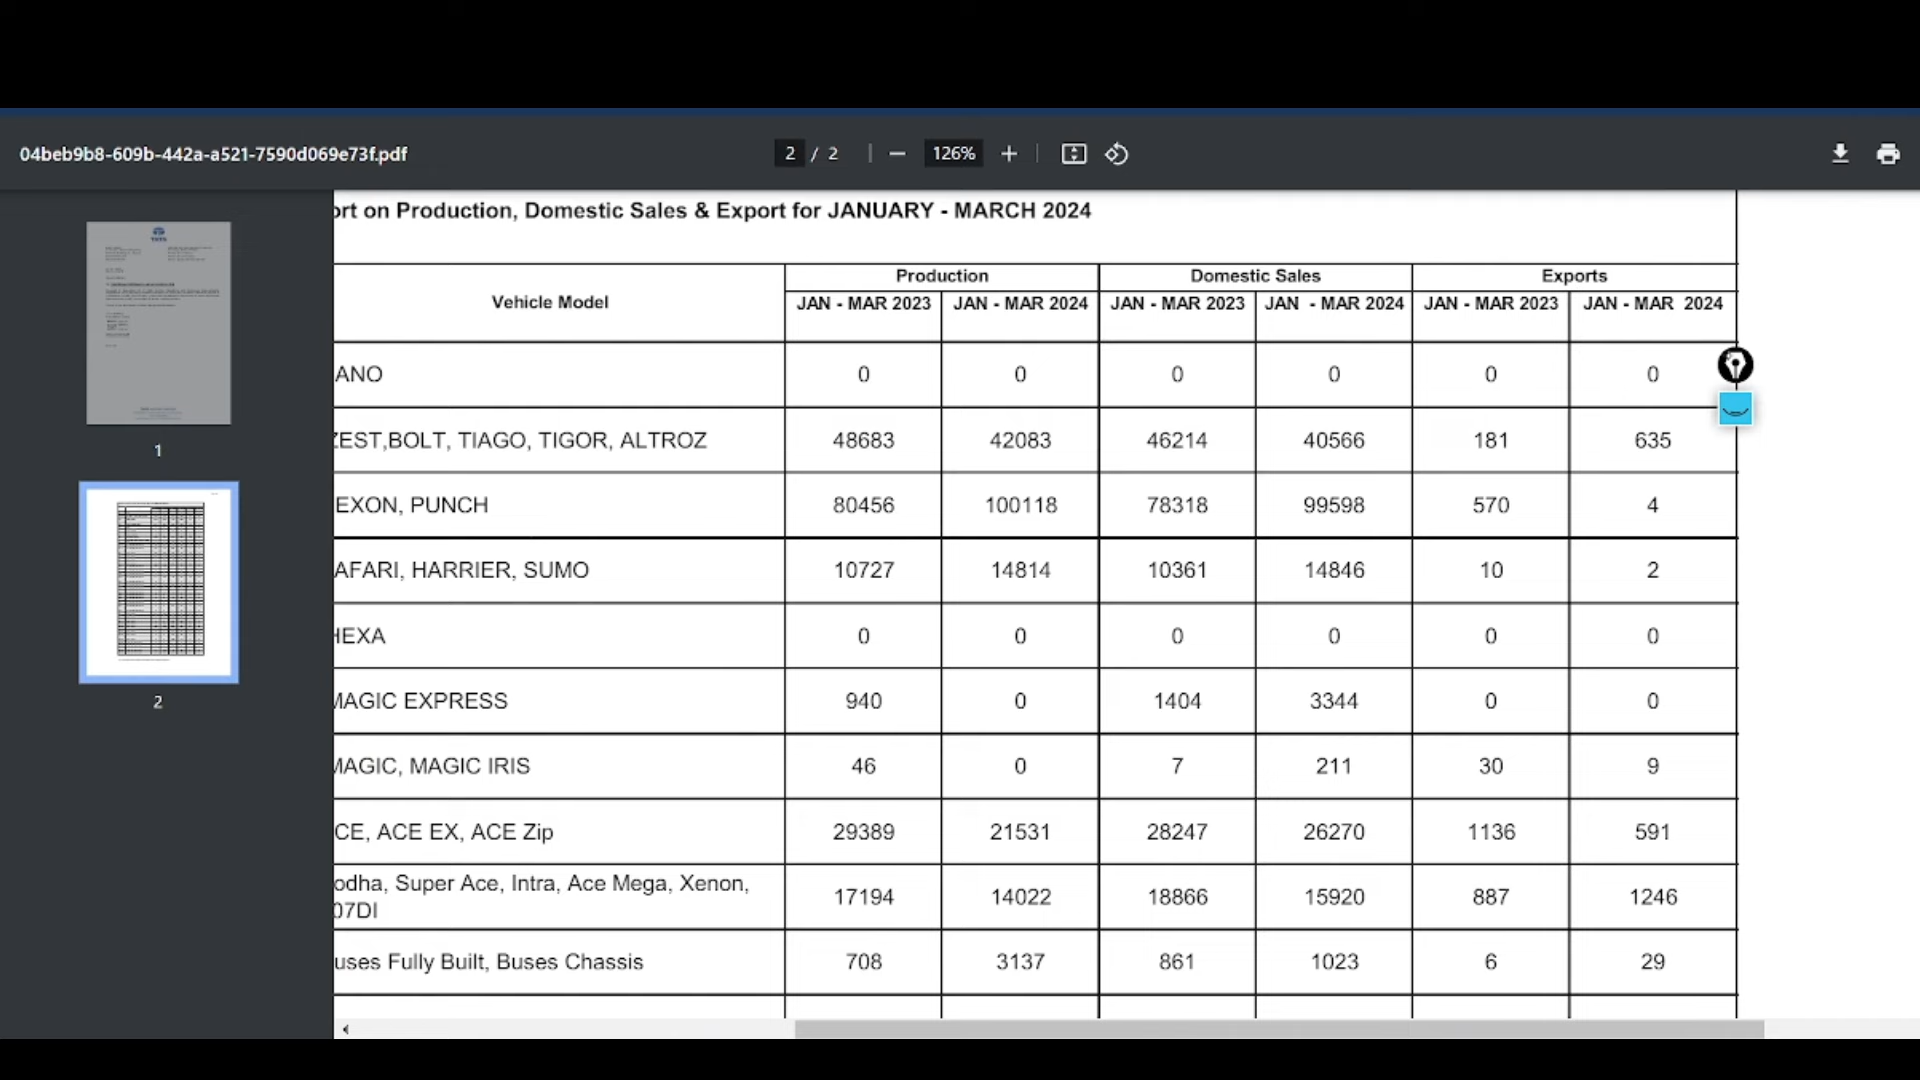 04beb9b8-609b-442a-a521-7590d069e73f.pdf
2 / 2
126%
ort on Production, Domestic Sales & Export for JANUARY - MARCH 2024
Vehicle Model Production Domestic Sales Exports
JAN - MAR 2023 JAN - MAR 2024 JAN - MAR 2023 JAN - MAR 2024 JAN - MAR 2023 JAN - MAR 2024
ANO 0 0 0 0 0 0
ZEST,BOLT, TIAGO, TIGOR, ALTROZ 48683 42083 46214 40566 181 635
EXON, PUNCH 80456 100118 78318 99598 570 4
AFARI, HARRIER, SUMO 10727 14814 10361 14846 10 2
HEXA 0 0 0 0 0 0
MAGIC EXPRESS 940 0 1404 3344 0 0
MAGIC, MAGIC IRIS 46 0 7 211 30 9
CE, ACE EX, ACE Zip 29389 21531 28247 26270 1136 591
odha, Super Ace, Intra, Ace Mega, Xenon,
07DI 17194 14022 18866 15920 887 1246
uses Fully Built, Buses Chassis 708 3137 861 1023 6 29
TATA
1
2